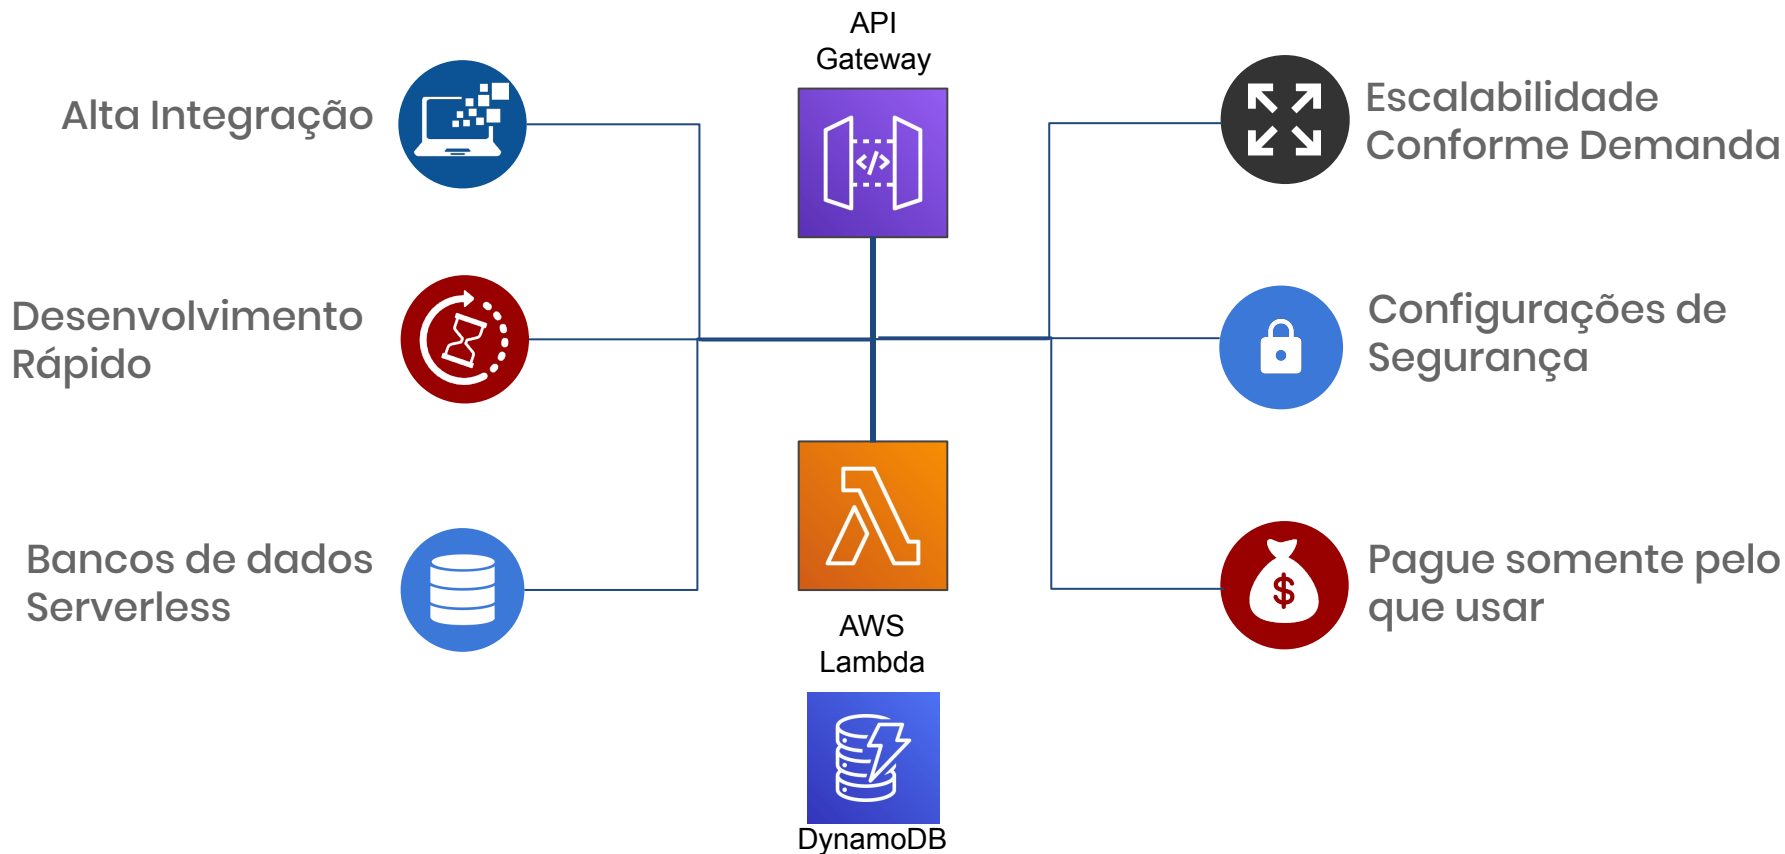 API
Gateway
Alta Integração
</>
Escalabilidade
Conforme Demanda
Desenvolvimento
Rápido
Configurações de
Segurança
Bancos de dados
Serverless
Pague somente pelo
que usar
$
AWS
Lambda
DynamoDB